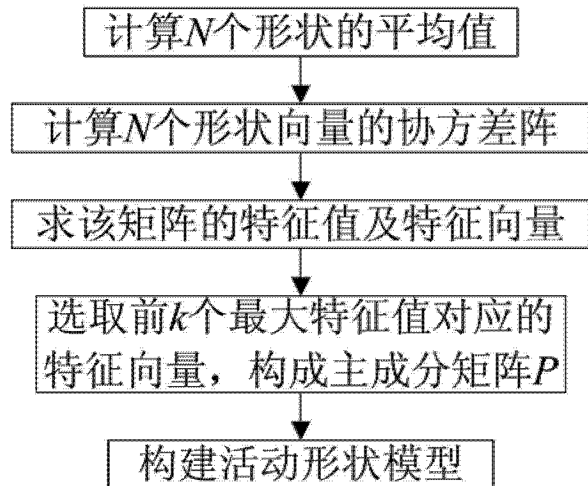 计算N个形状的平均值
计算N个形状向量的协方差阵
求该矩阵的特征值及特征向量
选取前k个最大特征值对应的
特征向量，构成主成分矩阵P
构建活动形状模型